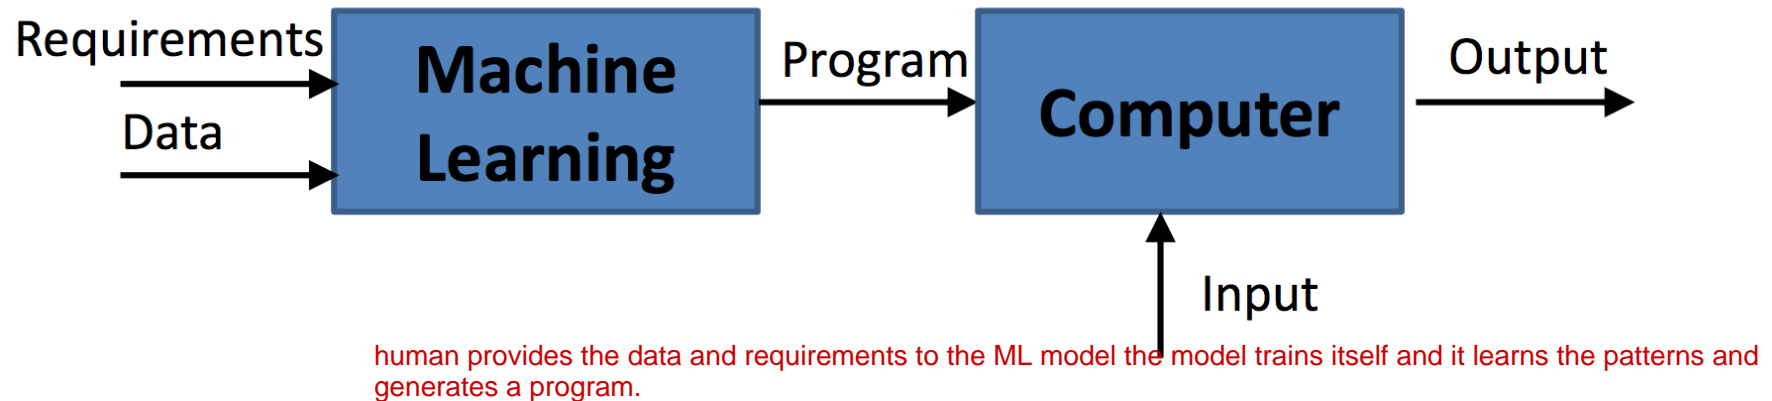 Requirements
Data
Machine
Learning
Program
Computer
Output
Input
human provides the data and requirements to the ML model the model trains itself and it learns the patterns and
generates a program.